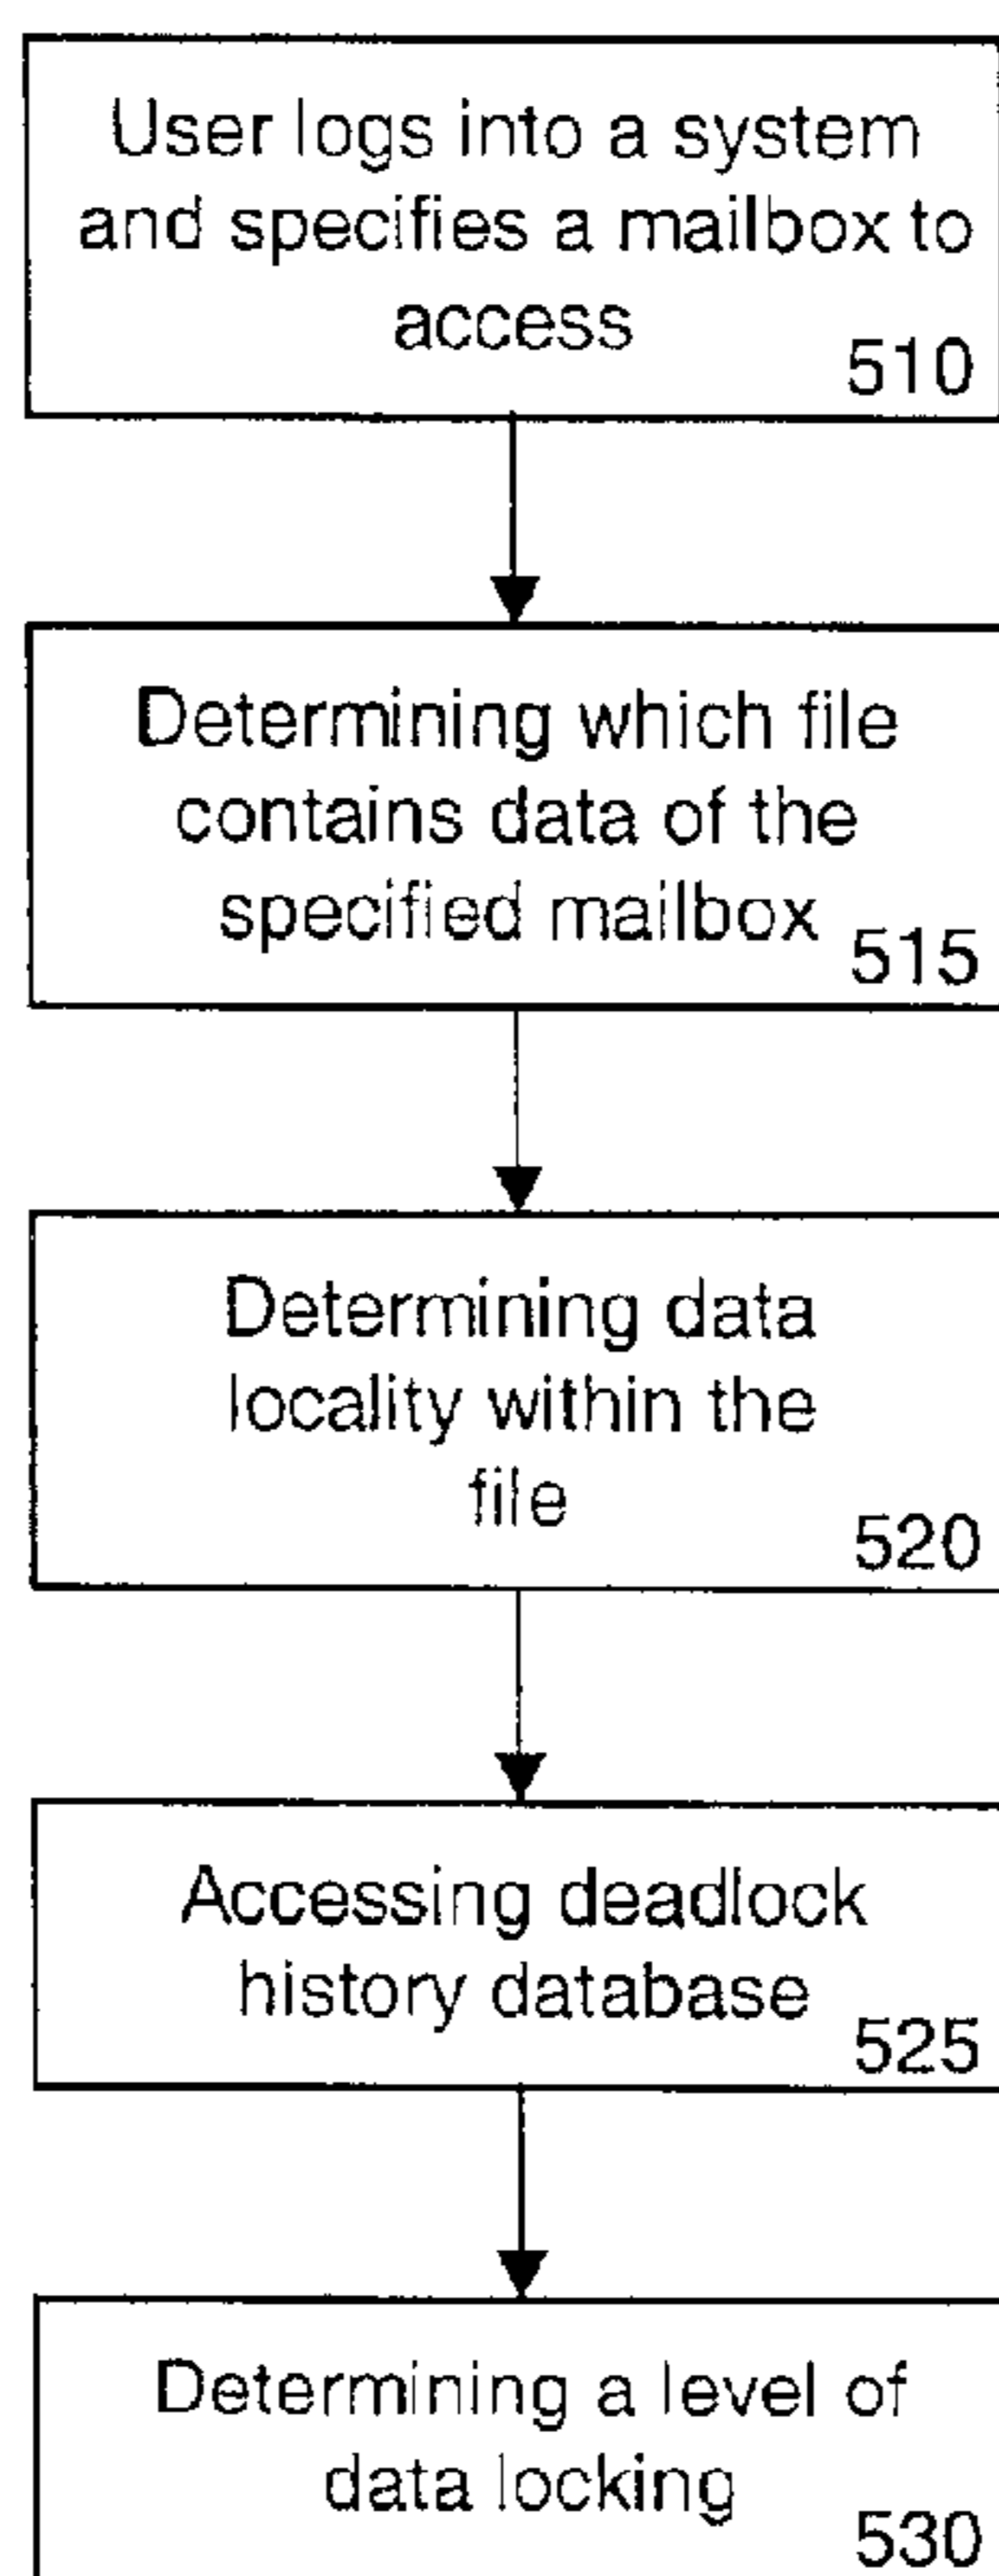 User logs into a system
and specifies a mailbox to
access
510
Determining which file
contains data of the
specified mailbox
515
Determining data
locality within the
file
520
Accessing deadlock
history database
525
Determining a level of
data locking
530